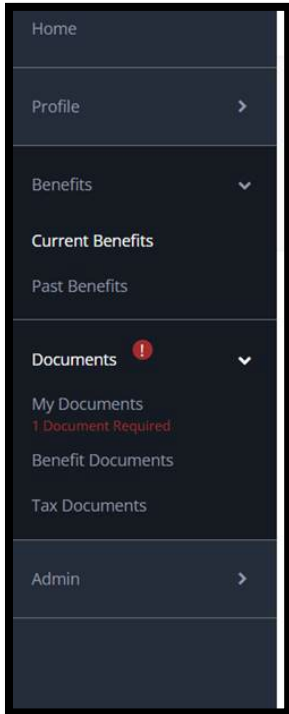 Home
Profile
Benefits
Current Benefits
Past Benefits
Documents !
My Documents
1 Document Required
Benefit Documents
Tax Documents
Admin